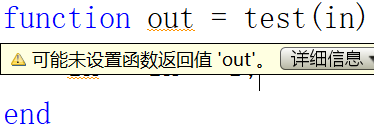 function out = test(in)
可能未设置函数返回值 'out'。 详细信息
end